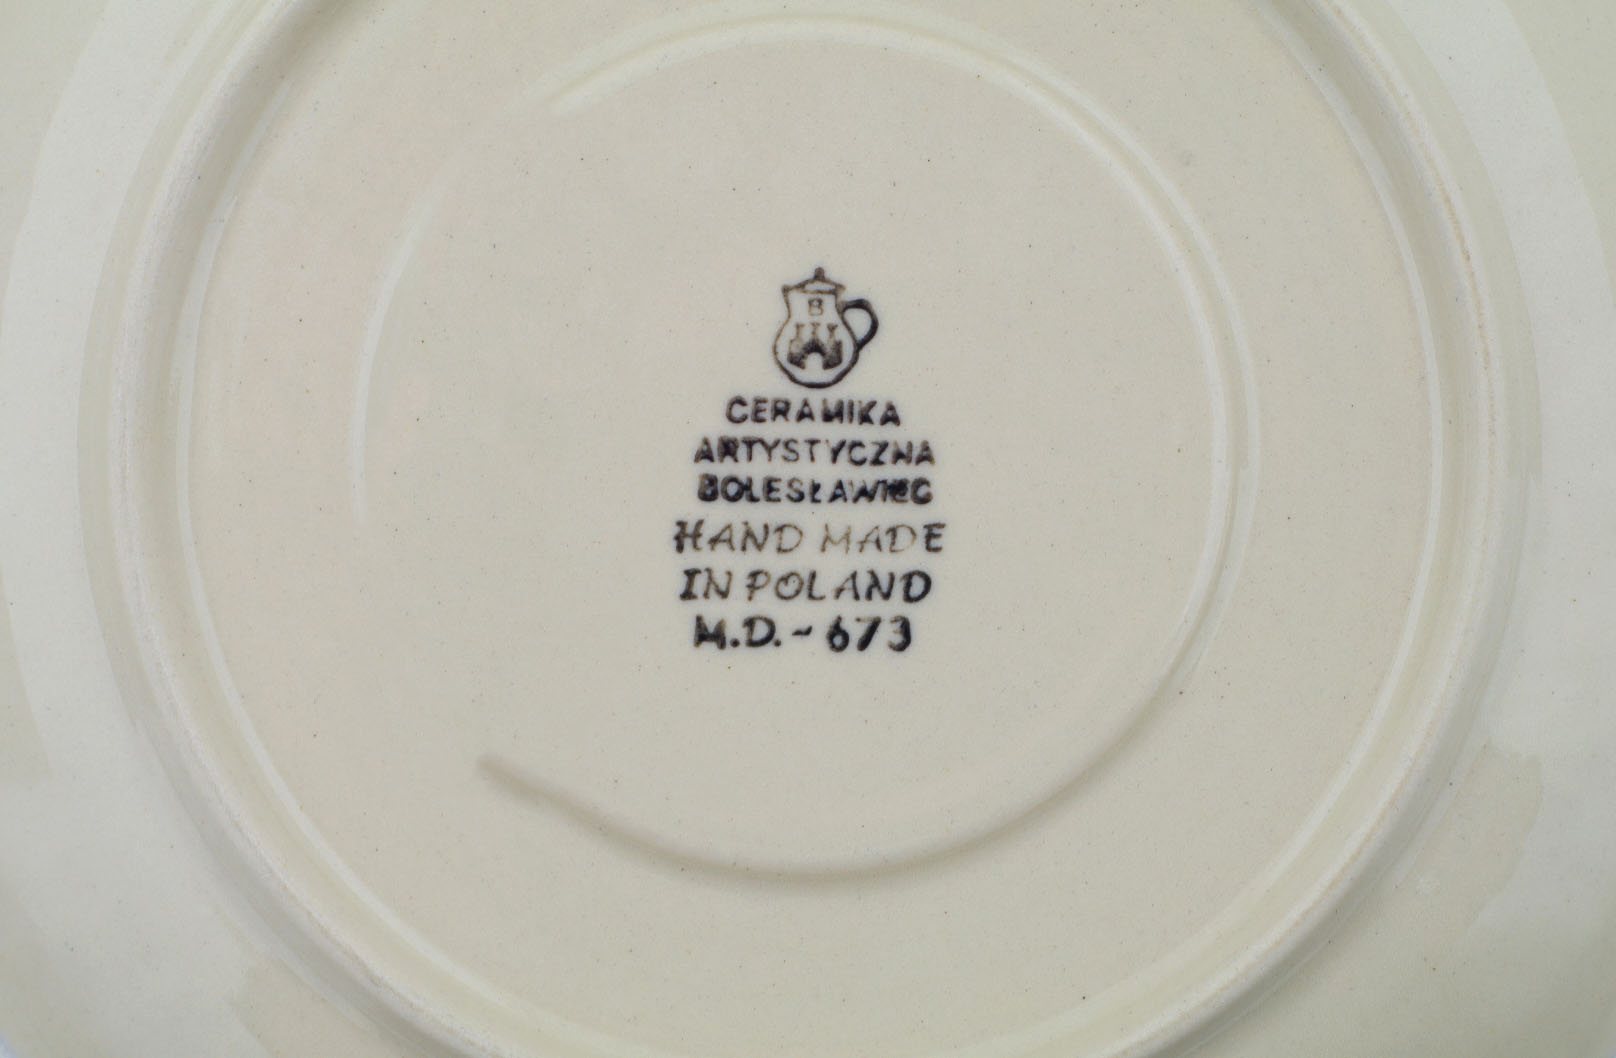 B
CERAMIKA
ARTYSTYCZNA
BOLESŁAWIEC
HAND MADE
IN POLAND
M.D. - 673